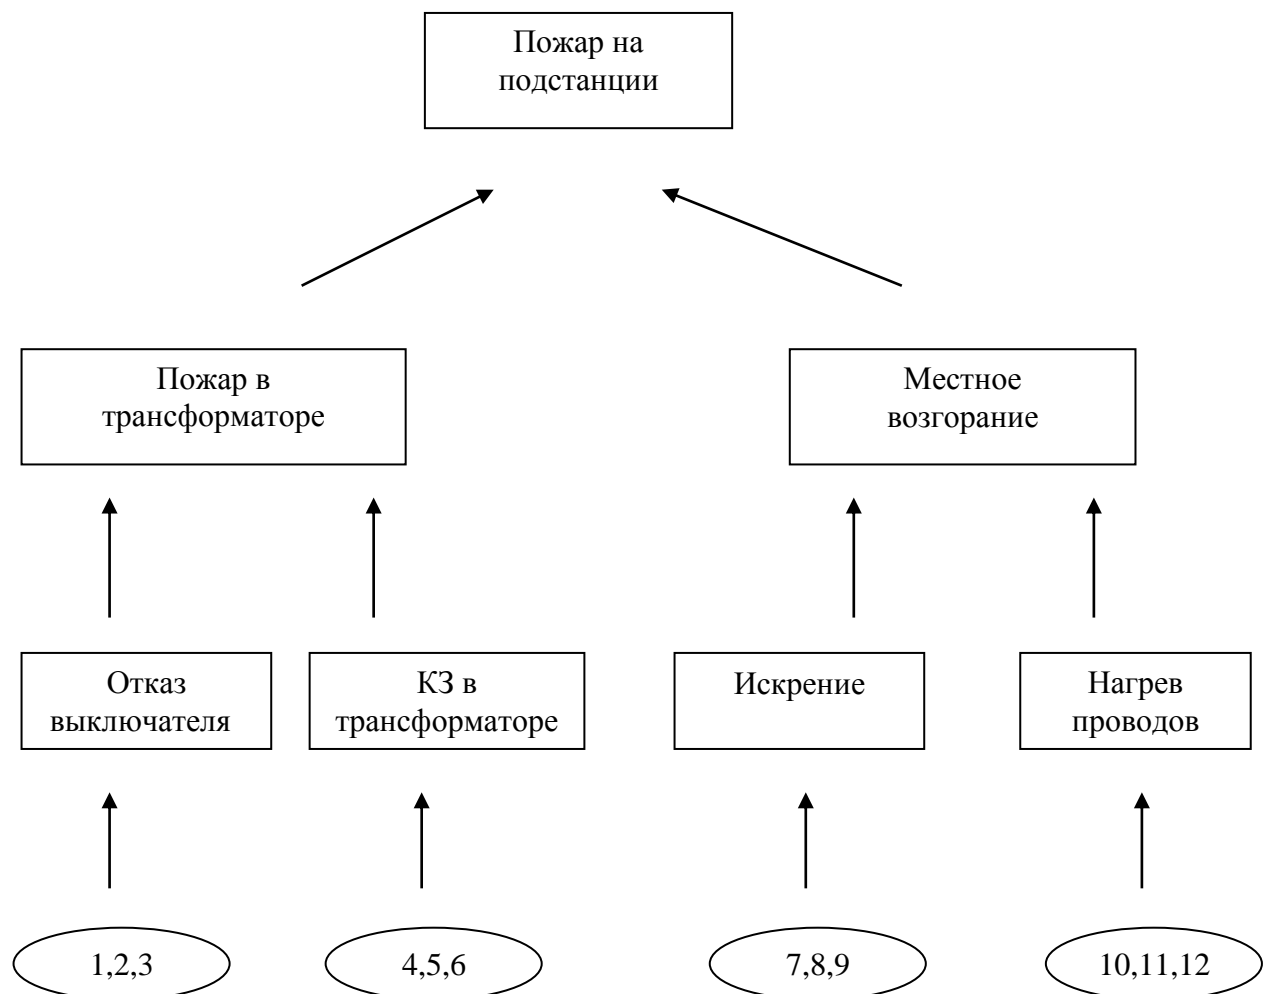 Пожар на
подстанции
Пожар в
трансформаторе
Местное
возгорание
Отказ
выключателя
КЗ в
трансформаторе
Искрение
Нагрев
проводов
1,2,3
4,5,6
7,8,9
10,11,12